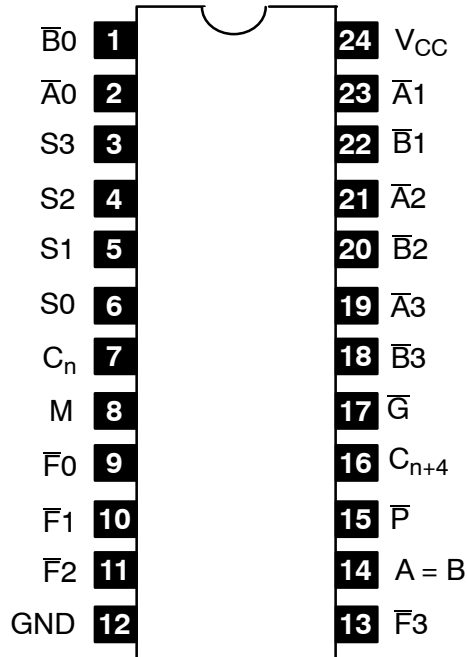 B̅0 1 24 VCC
A̅0 2 23 A̅1
S3 3 22 B̅1
S2 4 21 A̅2
S1 5 20 B̅2
S0 6 19 A̅3
Cn 7 18 B̅3
M 8 17 G̅
F̅0 9 16 Cn+4
F̅1 10 15 P̅
F̅2 11 14 A = B
GND 12 13 F̅3